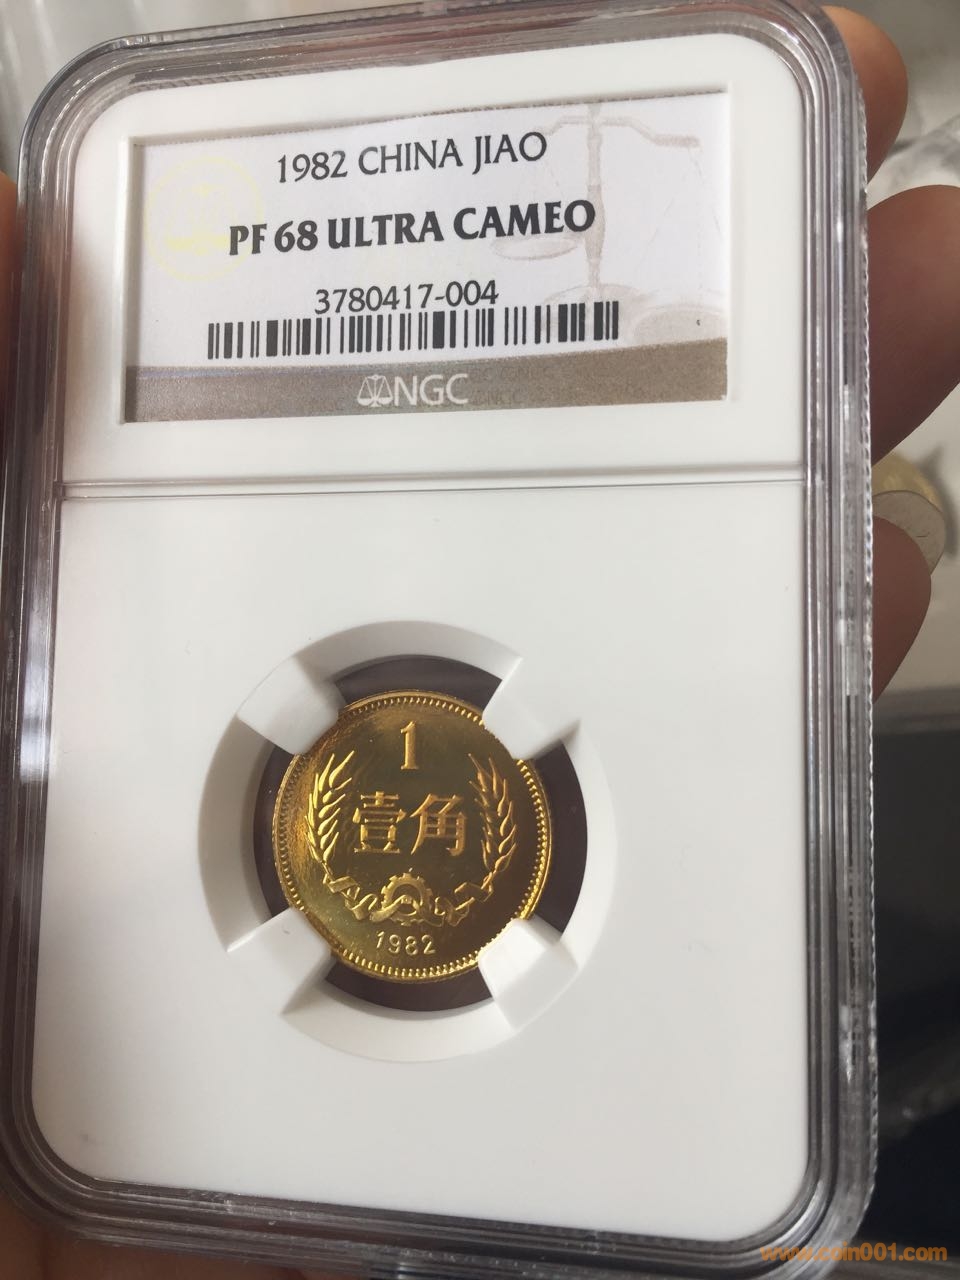 1982 CHINA JIAO
PF 68 ULTRA CAMEO
3780417-004
NGC
1
壹角
1982
www.coin001.com